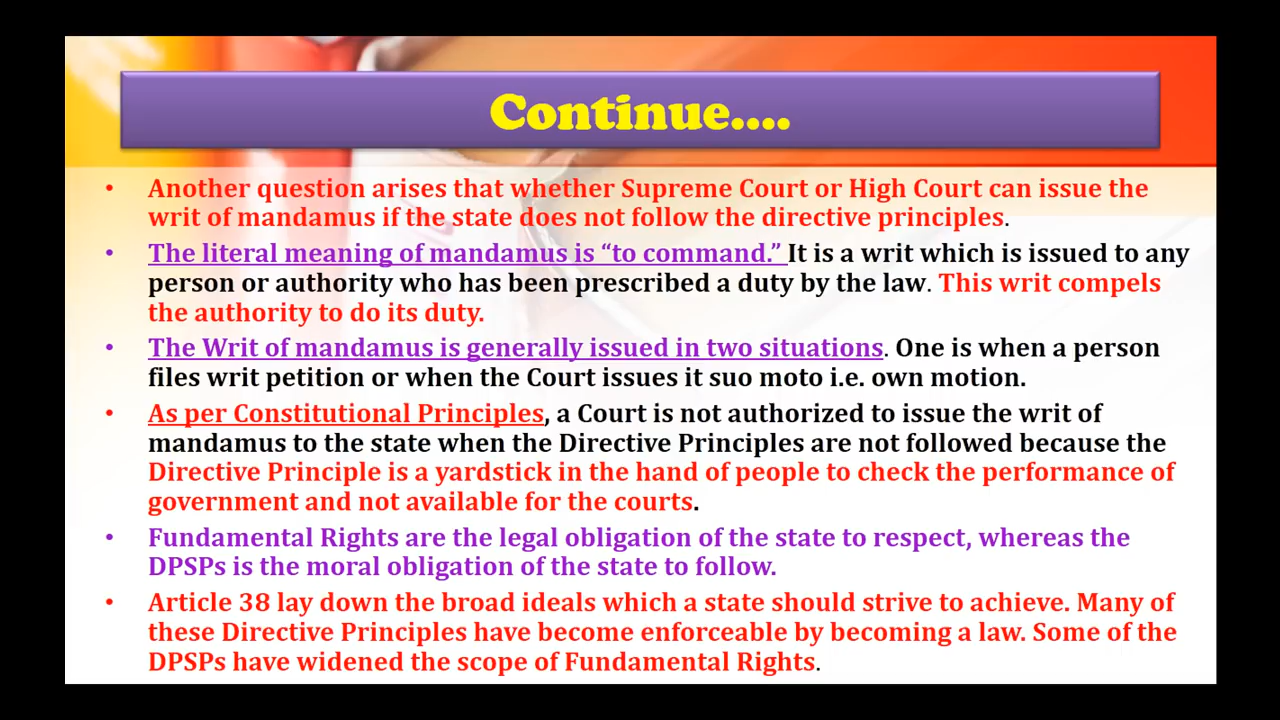 Continue....
• Another question arises that whether Supreme Court or High Court can issue the
writ of mandamus if the state does not follow the directive principles.
• The literal meaning of mandamus is “to command.” It is a writ which is issued to any
person or authority who has been prescribed a duty by the law. This writ compels
the authority to do its duty.
• The Writ of mandamus is generally issued in two situations. One is when a person
files writ petition or when the Court issues it suo moto i.e. own motion.
• As per Constitutional Principles, a Court is not authorized to issue the writ of
mandamus to the state when the Directive Principles are not followed because the
Directive Principle is a yardstick in the hand of people to check the performance of
government and not available for the courts.
• Fundamental Rights are the legal obligation of the state to respect, whereas the
DPSPs is the moral obligation of the state to follow.
• Article 38 lay down the broad ideals which a state should strive to achieve. Many of
these Directive Principles have become enforceable by becoming a law. Some of the
DPSPs have widened the scope of Fundamental Rights.